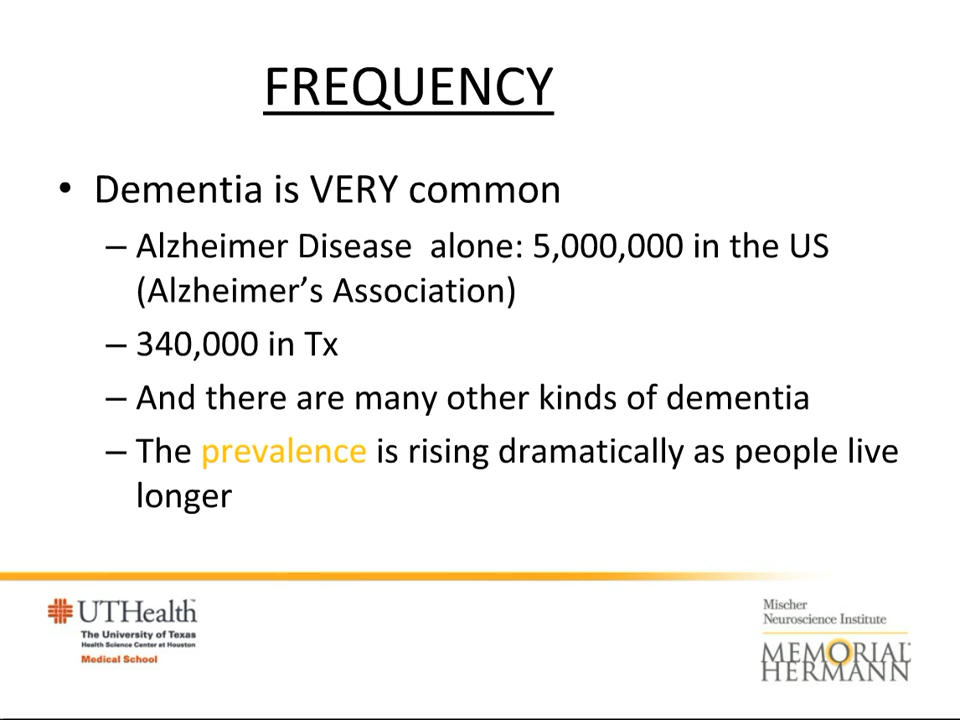 FREQUENCY
• Dementia is VERY common
– Alzheimer Disease  alone: 5,000,000 in the US
(Alzheimer’s Association)
– 340,000 in Tx
– And there are many other kinds of dementia
– The prevalence is rising dramatically as people live
longer
UTHealth™
The University of Texas
Health Science Center at Houston
Medical School
Mischer
Neuroscience Institute
MEMORIAL
HERMANN